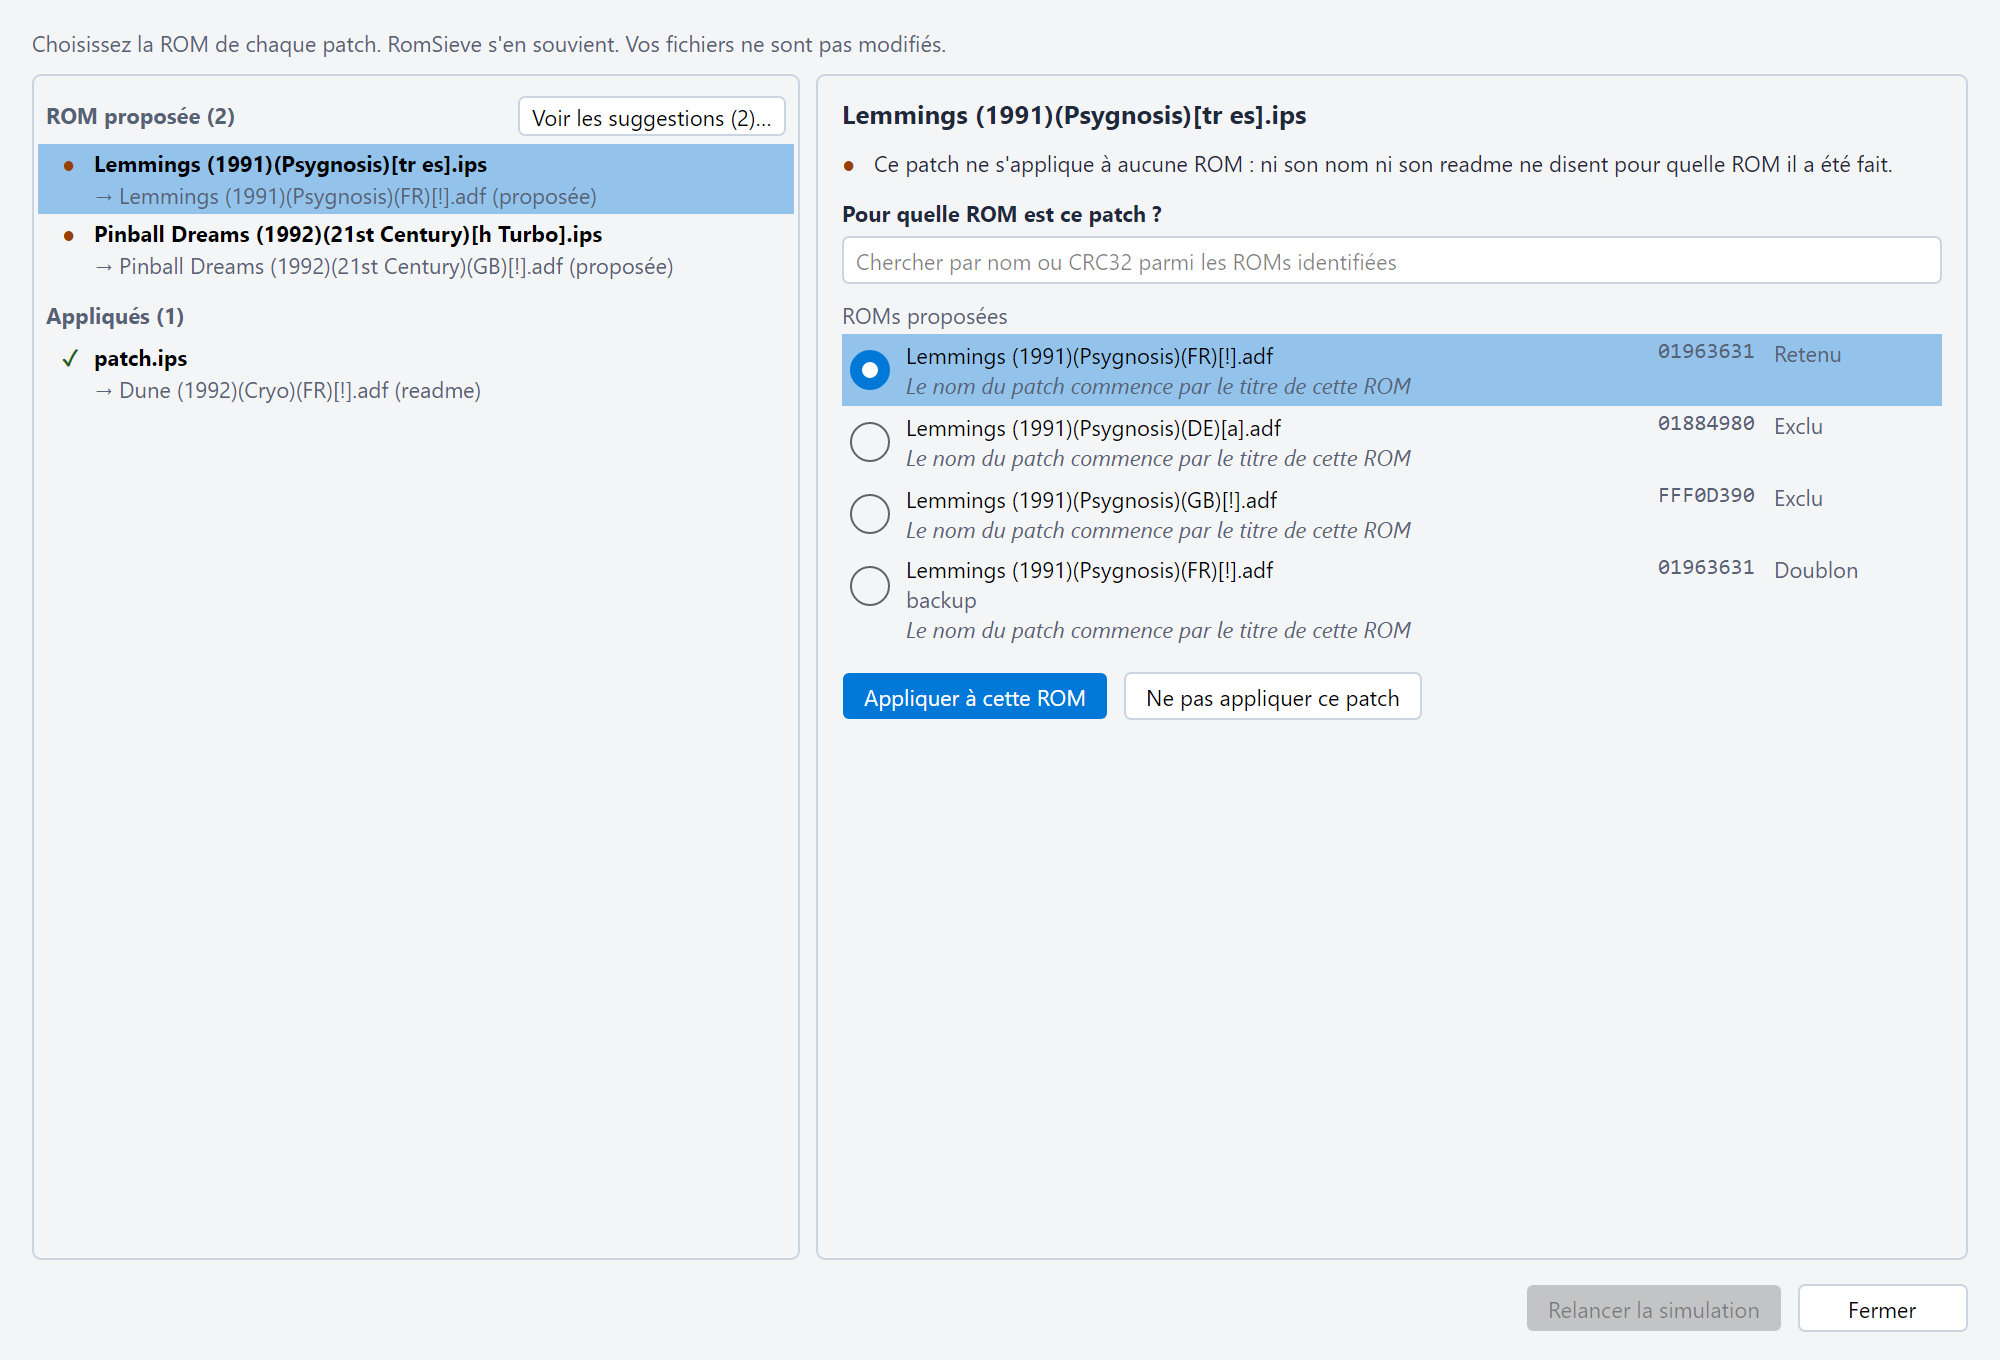 Choisissez la ROM de chaque patch. RomSieve s'en souvient. Vos fichiers ne sont pas modifiés.
ROM proposée (2)
Voir les suggestions (2)...
Lemmings (1991)(Psygnosis)[tr es].ips
→ Lemmings (1991)(Psygnosis)(FR)[!].adf (proposée)
Pinball Dreams (1992)(21st Century)[h Turbo].ips
→ Pinball Dreams (1992)(21st Century)(GB)[!].adf (proposée)
Appliqués (1)
✓ patch.ips
→ Dune (1992)(Cryo)(FR)[!].adf (readme)
Lemmings (1991)(Psygnosis)[tr es].ips
Ce patch ne s'applique à aucune ROM : ni son nom ni son readme ne disent pour quelle ROM il a été fait.
Pour quelle ROM est ce patch ?
Chercher par nom ou CRC32 parmi les ROMs identifiées
ROMs proposées
Lemmings (1991)(Psygnosis)(FR)[!].adf 01963631 Retenu
Le nom du patch commence par le titre de cette ROM
Lemmings (1991)(Psygnosis)(DE)[a].adf 01884980 Exclu
Le nom du patch commence par le titre de cette ROM
Lemmings (1991)(Psygnosis)(GB)[!].adf FFF0D390 Exclu
Le nom du patch commence par le titre de cette ROM
Lemmings (1991)(Psygnosis)(FR)[!].adf 01963631 Doublon
backup
Le nom du patch commence par le titre de cette ROM
Appliquer à cette ROM
Ne pas appliquer ce patch
Relancer la simulation
Fermer